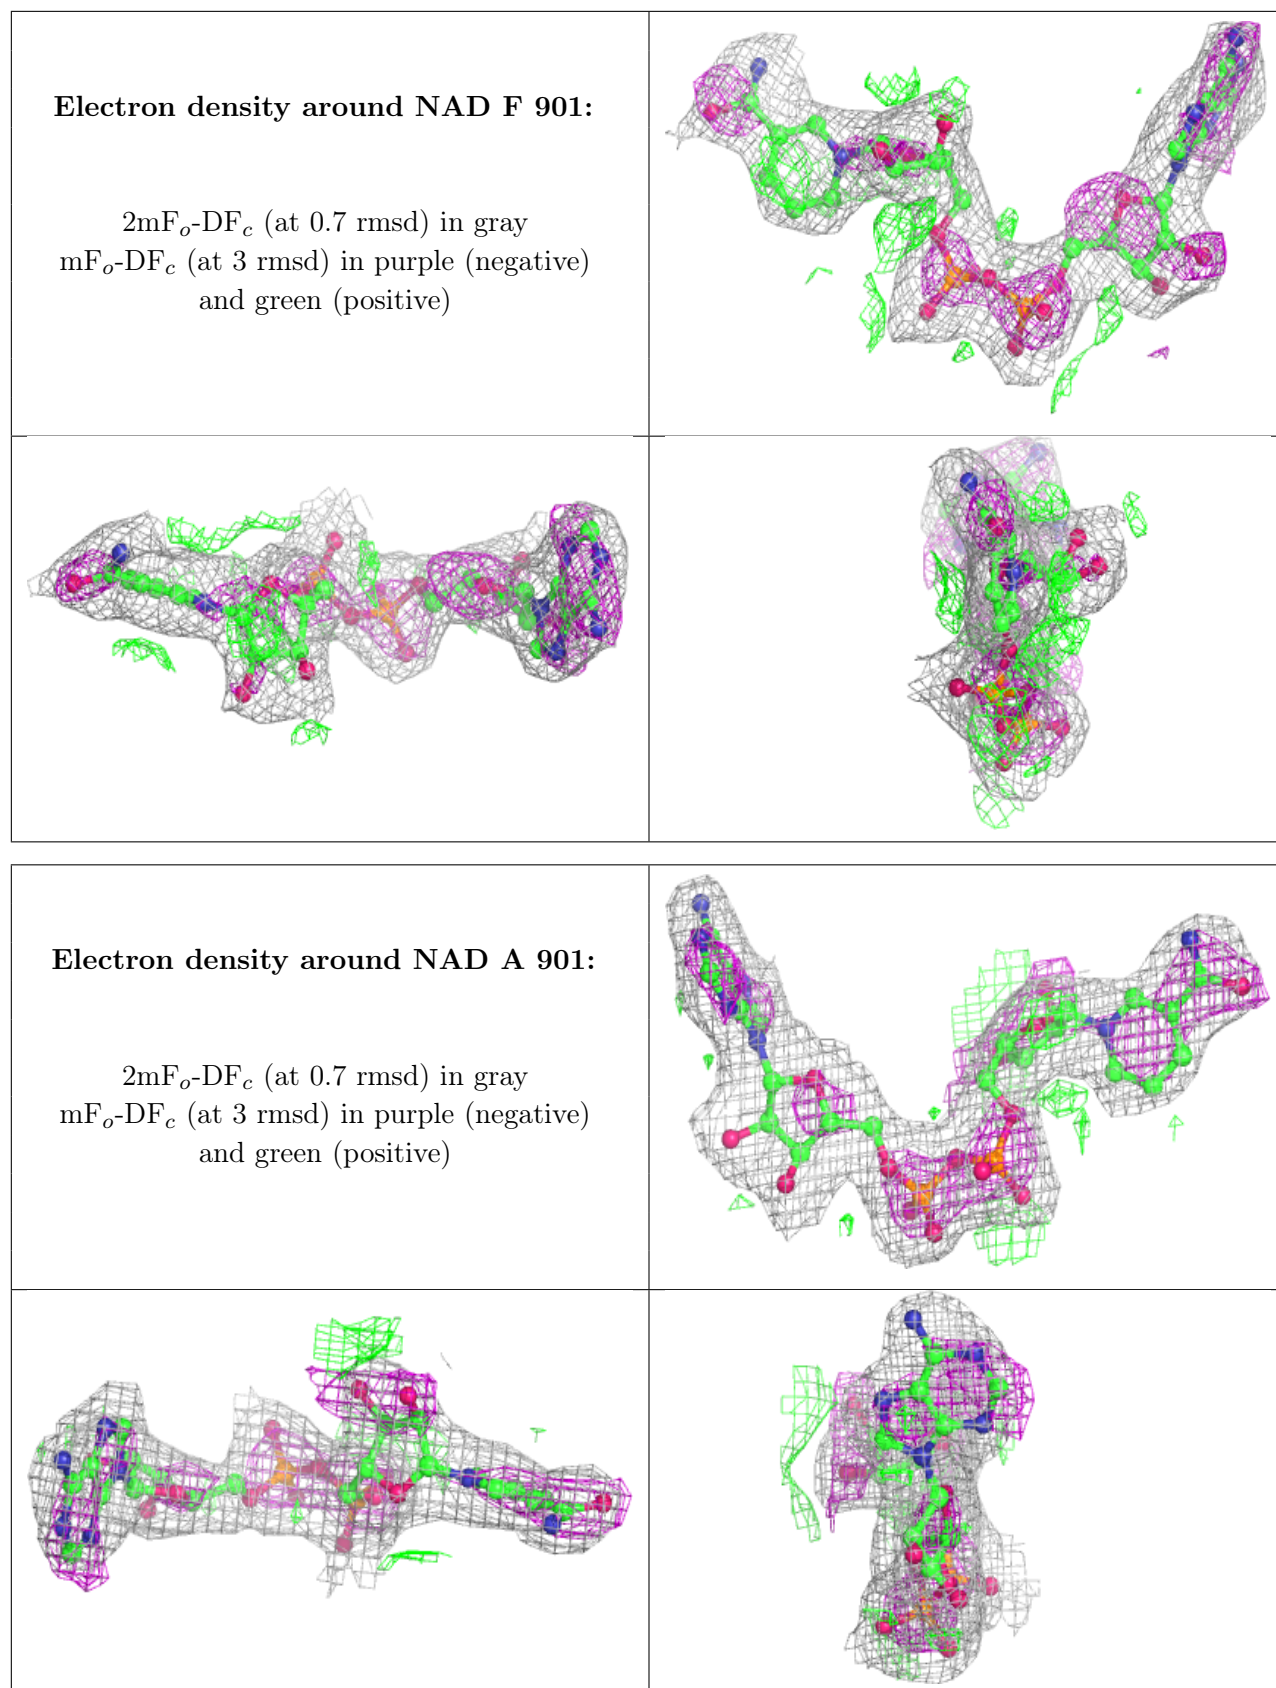 Electron density around NAD F 901:
2mFo-DFc (at 0.7 rmsd) in gray
mFo-DFc (at 3 rmsd) in purple (negative)
and green (positive)
Electron density around NAD A 901:
2mFo-DFc (at 0.7 rmsd) in gray
mFo-DFc (at 3 rmsd) in purple (negative)
and green (positive)